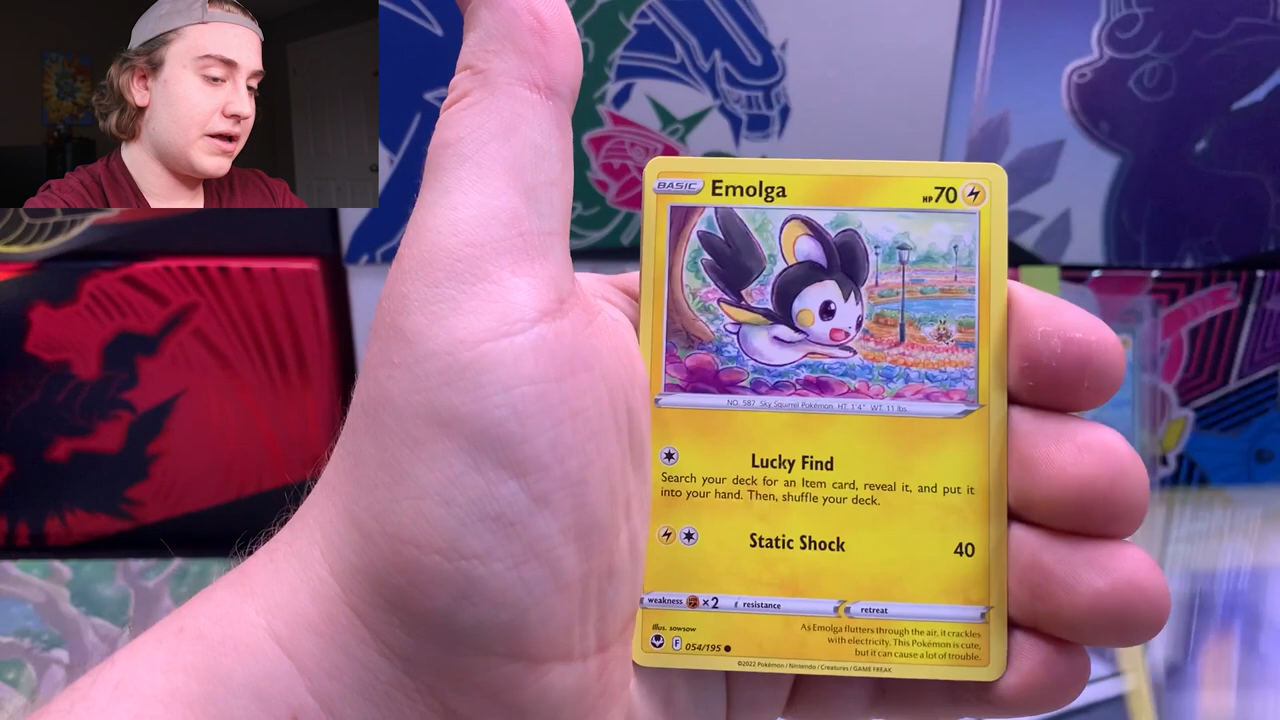 BASIC Emolga HP 70
NO. 587 Sky Squirrel Pokémon HT. 1'4" WT. 11 lbs.
Lucky Find
Search your deck for an Item card, reveal it, and put it
into your hand. Then, shuffle your deck.
Static Shock 40
weakness ×2 resistance retreat
Illus. sowsow
F 054/195
As Emolga flutters through the air, it crackles
with electricity. This Pokémon is cute,
but it can cause a lot of trouble.
©2022 Pokémon / Nintendo / Creatures / GAME FREAK